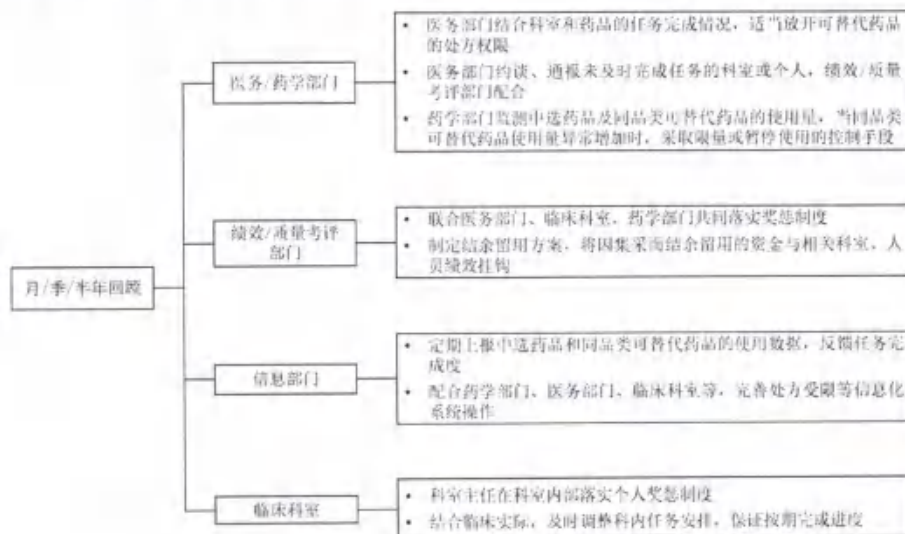 月/季/半年回顾
医务/药学部门
• 医务部门结合科室和药品的任务完成情况，适当放开可替代药品
的处方权限
• 医务部门约谈、通报未及时完成任务的科室或个人，绩效/质量
考评部门配合
• 药学部门监测中选药品及同品类可替代药品的使用量，当同品类
可替代药品使用量异常增加时，采取限量或暂停使用的控制手段
绩效/质量考评
部门
• 联合医务部门、临床科室、药学部门共同落实奖惩制度
• 制定结余留用方案，将因集采而结余留用的资金与相关科室、人
员绩效挂钩
信息部门
• 定期上报中选药品和同品类可替代药品的使用数据，反馈任务完
成度
• 配合药学部门、医务部门、临床科室等，完善处方受限等信息化
系统操作
临床科室
• 科室主任在科室内部落实个人奖惩制度
• 结合临床实际，及时调整科内任务安排，保证按期完成进度